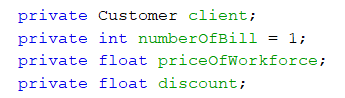 private Customer client;
private int numberOfBill = 1;
private float priceOfWorkforce;
private float discount;